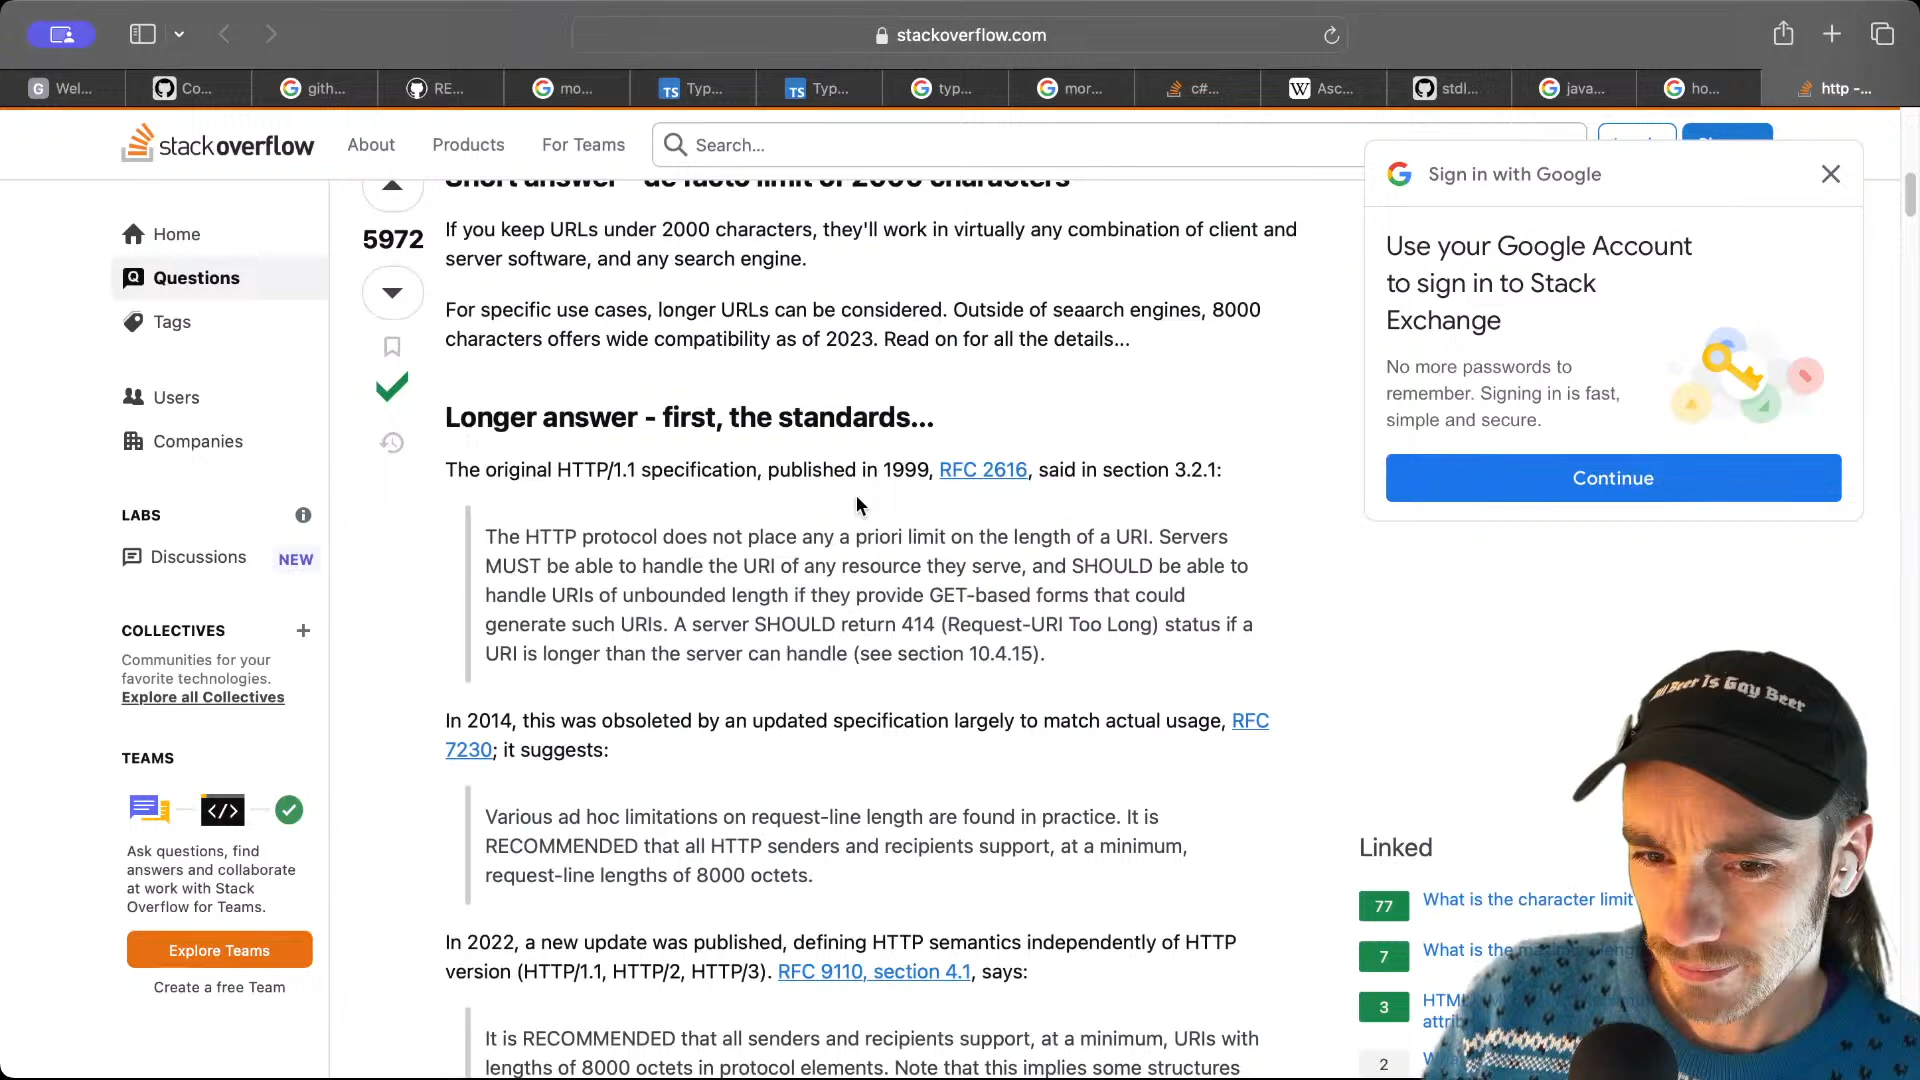 stackoverflow.com
G Wel...
Co...
gith...
RE...
mo...
TS Typ...
TS Typ...
typ...
mor...
c#...
W Asc...
stdl...
java...
ho...
http -...
stackoverflow
About
Products
For Teams
Search...
Home
Questions
Tags
Users
Companies
LABS
Discussions NEW
COLLECTIVES
Communities for your
favorite technologies.
Explore all Collectives
TEAMS
Ask questions, find
answers and collaborate
at work with Stack
Overflow for Teams.
Explore Teams
Create a free Team
5972
Short answer - de facto limit of 2000 characters
If you keep URLs under 2000 characters, they'll work in virtually any combination of client and
server software, and any search engine.
For specific use cases, longer URLs can be considered. Outside of seaarch engines, 8000
characters offers wide compatibility as of 2023. Read on for all the details...
Longer answer - first, the standards...
The original HTTP/1.1 specification, published in 1999, RFC 2616, said in section 3.2.1:
The HTTP protocol does not place any a priori limit on the length of a URI. Servers
MUST be able to handle the URI of any resource they serve, and SHOULD be able to
handle URIs of unbounded length if they provide GET-based forms that could
generate such URIs. A server SHOULD return 414 (Request-URI Too Long) status if a
URI is longer than the server can handle (see section 10.4.15).
In 2014, this was obsoleted by an updated specification largely to match actual usage, RFC
7230; it suggests:
Various ad hoc limitations on request-line length are found in practice. It is
RECOMMENDED that all HTTP senders and recipients support, at a minimum,
request-line lengths of 8000 octets.
In 2022, a new update was published, defining HTTP semantics independently of HTTP
version (HTTP/1.1, HTTP/2, HTTP/3). RFC 9110, section 4.1, says:
It is RECOMMENDED that all senders and recipients support, at a minimum, URIs with
lengths of 8000 octets in protocol elements. Note that this implies some structures
Sign in with Google
Use your Google Account
to sign in to Stack
Exchange
No more passwords to
remember. Signing in is fast,
simple and secure.
Continue
Linked
77 What is the character limit
7 What is the
3 HTML
2
Beer Is Gay Beer